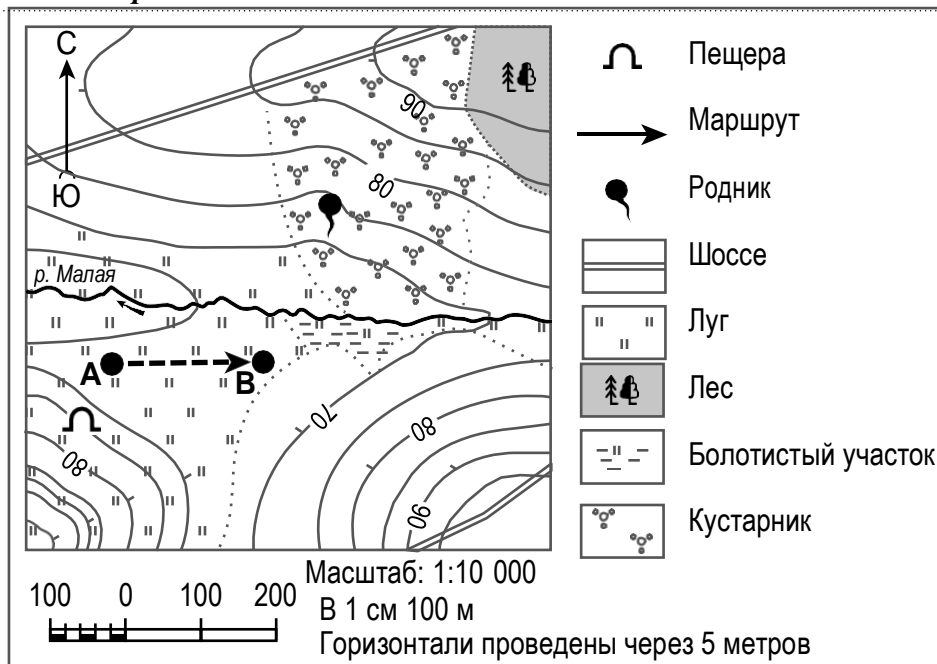 С
Ю
90
80
р. Малая
А
В
70
80
80
90
Пещера
Маршрут
Родник
Шоссе
Луг
Лес
Болотистый участок
Кустарник
100 0 100 200
Масштаб: 1:10 000
В 1 см 100 м
Горизонтали проведены через 5 метров